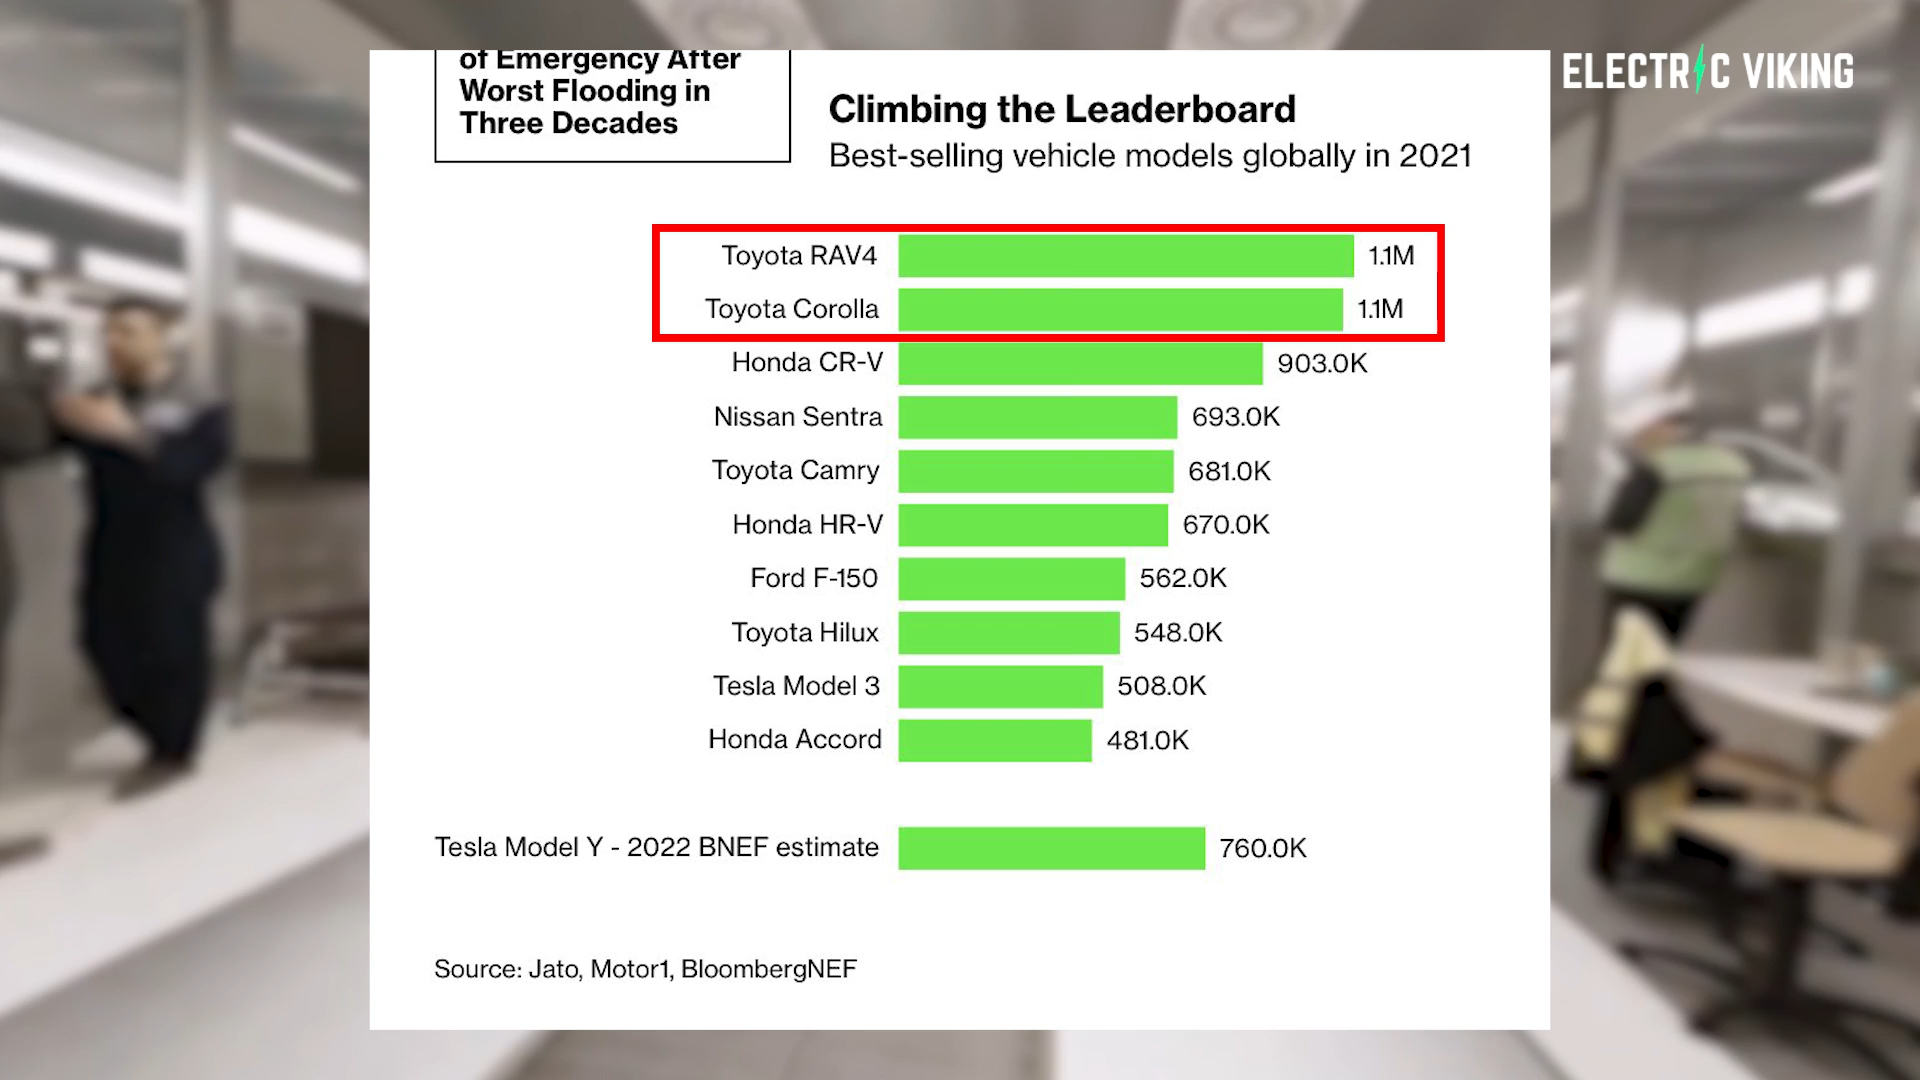 ELECTRIC VIKING
of Emergency After
Worst Flooding in
Three Decades
Climbing the Leaderboard
Best-selling vehicle models globally in 2021
Toyota RAV4 1.1M
Toyota Corolla 1.1M
Honda CR-V 903.0K
Nissan Sentra 693.0K
Toyota Camry 681.0K
Honda HR-V 670.0K
Ford F-150 562.0K
Toyota Hilux 548.0K
Tesla Model 3 508.0K
Honda Accord 481.0K
Tesla Model Y - 2022 BNEF estimate 760.0K
Source: Jato, Motor1, BloombergNEF